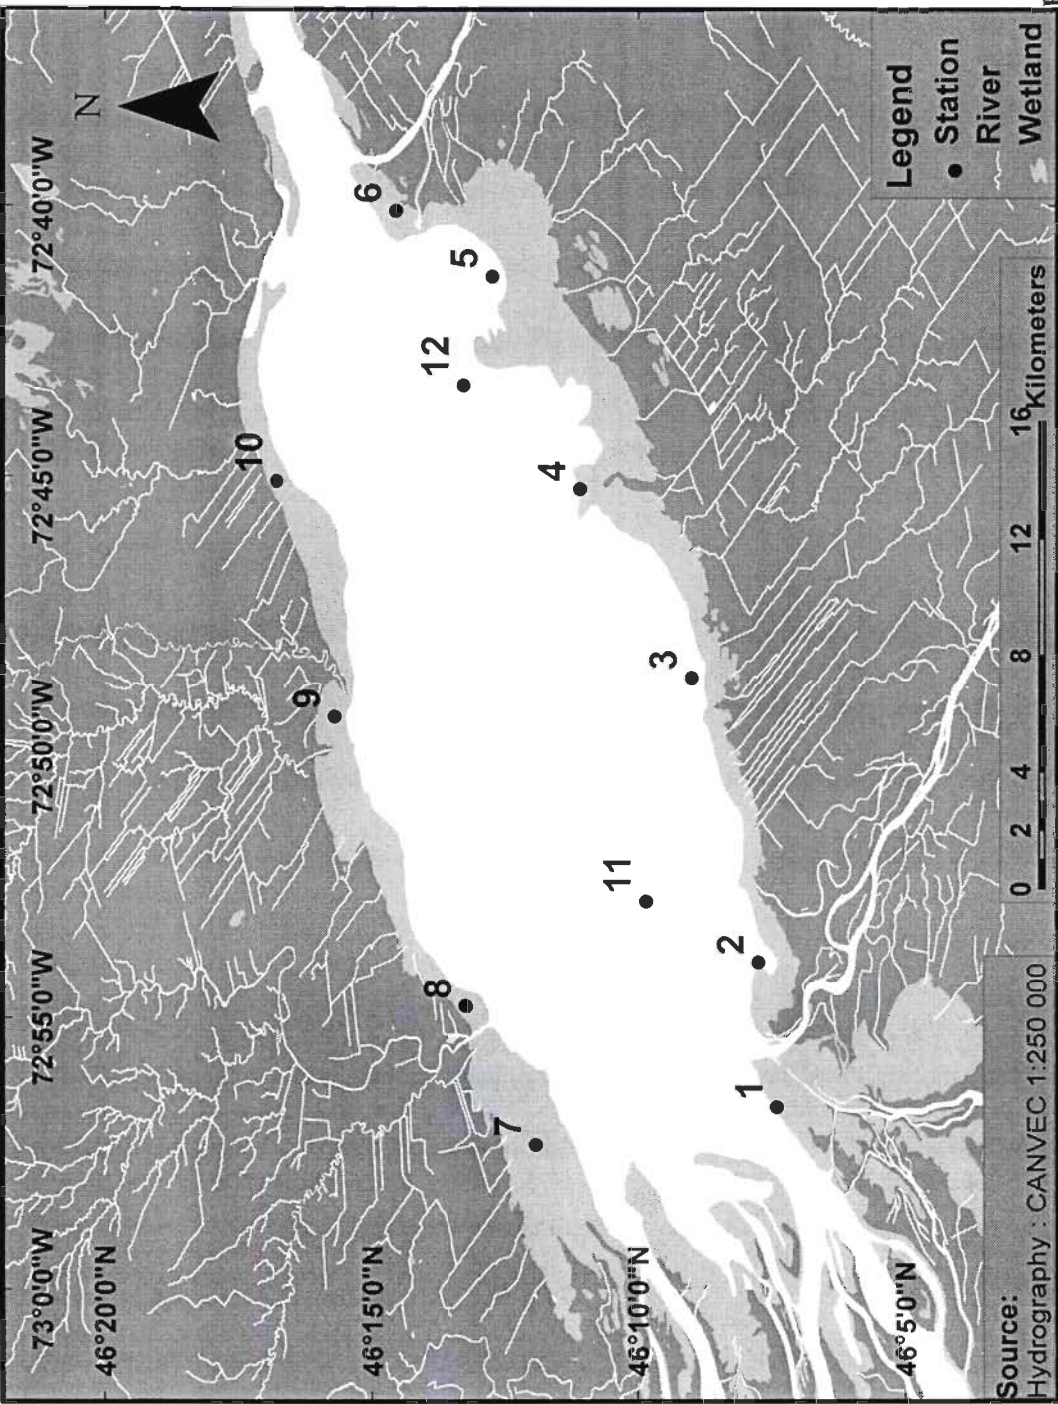 73°0'0"W
72°55'0"W
72°50'0"W
72°45'0"W
72°40'0"W
N
46°20'0"N
46°15'0"N
46°10'0"N
46°5'0"N
7
8
9
10
6
5
12
4
3
11
2
1
Legend
Station
River
Wetland
0 2 4 8 12 16
Kilometers
Source:
Hydrography : CANVEC 1:250 000